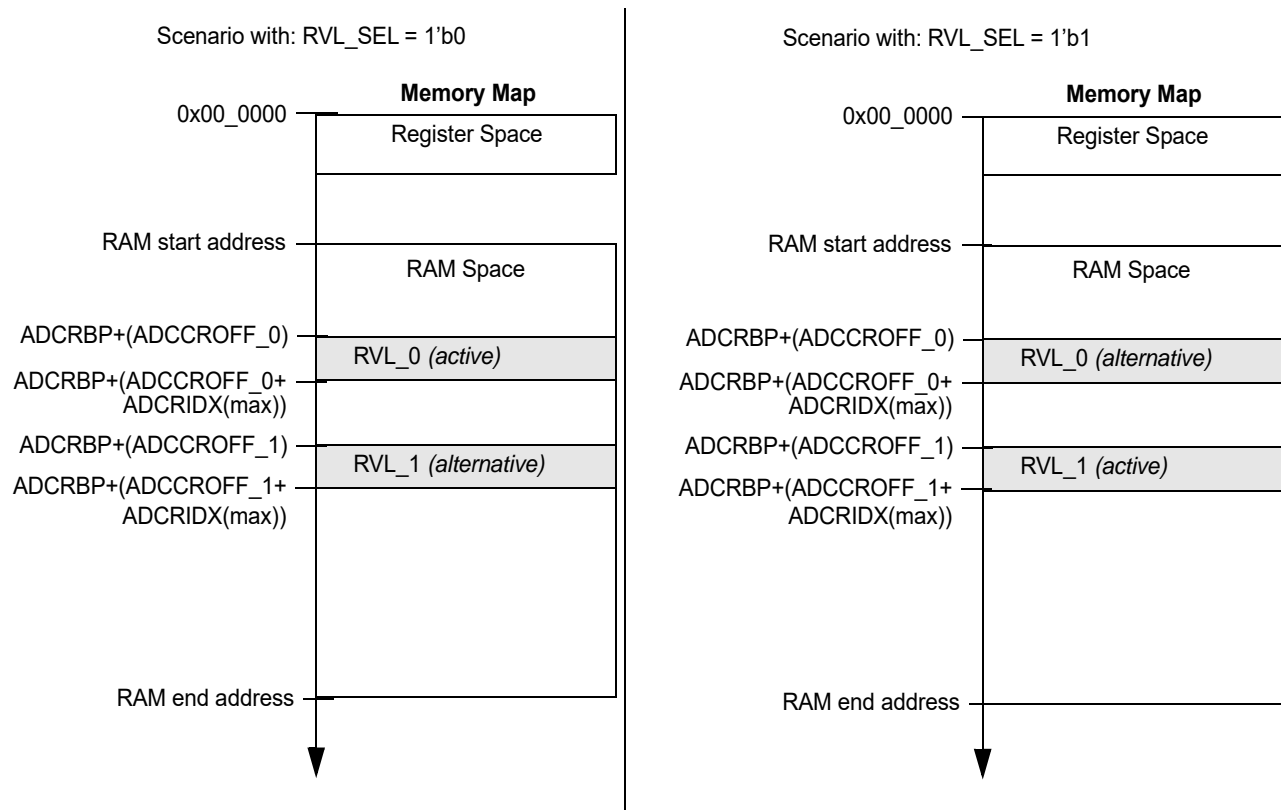 Scenario with: RVL_SEL = 1’b0
Memory Map
0x00_0000
Register Space
RAM start address
RAM Space
ADCRBP+(ADCCROFF_0)
RVL_0 (active)
ADCRBP+(ADCCROFF_0+
ADCRIDX(max))
ADCRBP+(ADCCROFF_1)
RVL_1 (alternative)
ADCRBP+(ADCCROFF_1+
ADCRIDX(max))
RAM end address
Scenario with: RVL_SEL = 1’b1
Memory Map
0x00_0000
Register Space
RAM start address
RAM Space
ADCRBP+(ADCCROFF_0)
RVL_0 (alternative)
ADCRBP+(ADCCROFF_0+
ADCRIDX(max))
ADCRBP+(ADCCROFF_1)
RVL_1 (active)
ADCRBP+(ADCCROFF_1+
ADCRIDX(max))
RAM end address